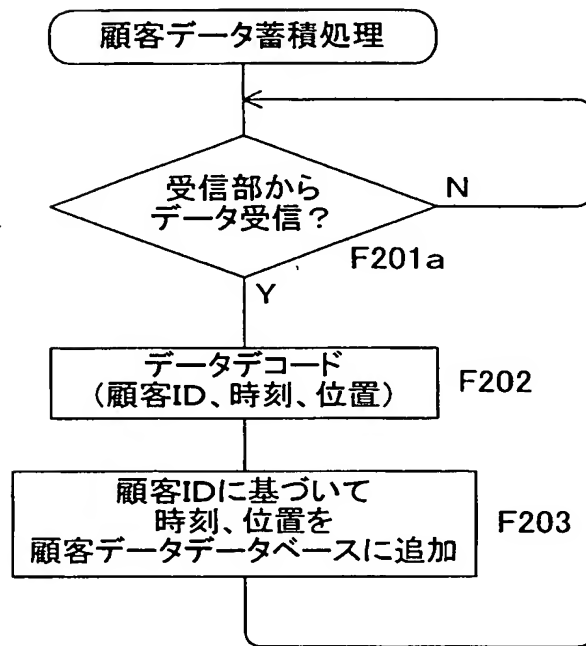 顧客データ蓄積処理
受信部から
データ受信？
N
F201a
Y
データデコード
（顧客ID、時刻、位置）
F202
顧客IDに基づいて
時刻、位置を
顧客データデータベースに追加
F203